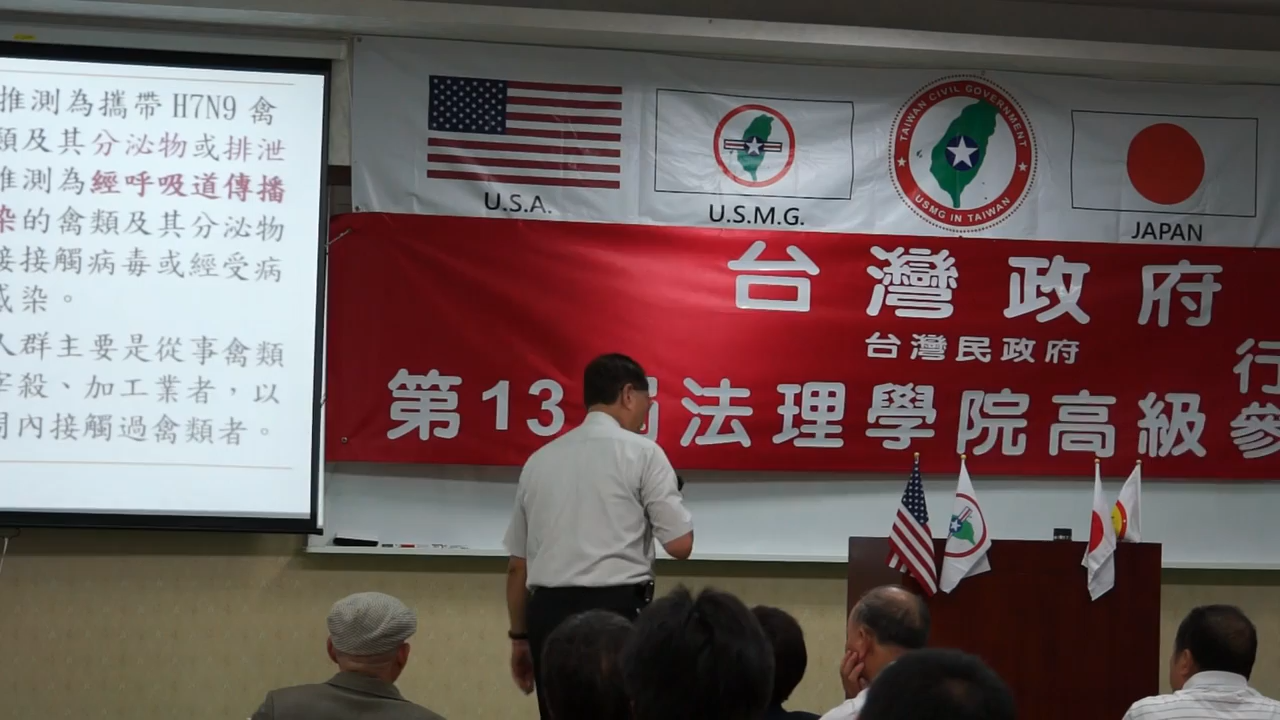 推測為攜帶 H7N9 禽
類及其分泌物或排泄
推測為經呼吸道傳播
染的禽類及其分泌物
接接觸病毒或經受病
感染。
人群主要是從事禽類
宰殺、加工業者，以
周內接觸過禽類者。
U.S.A.
U.S.M.G.
TAIWAN CIVIL GOVERNMENT
USMG IN TAIWAN
JAPAN
台灣政府
台灣民政府
行
第13 法理學院高級參